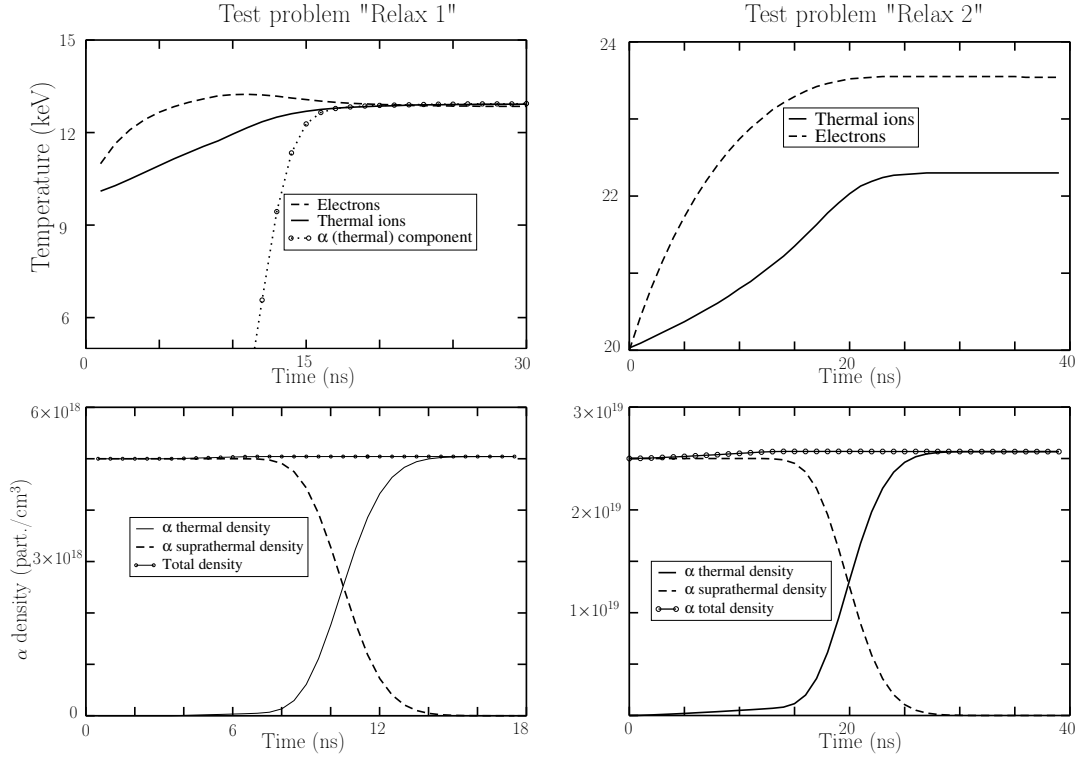 Test problem "Relax 1"
Test problem "Relax 2"
15
12
9
6
Temperature (keV)
0
15
30
Time (ns)
Electrons
Thermal ions
α (thermal) component
24
22
20
0
20
40
Time (ns)
Thermal ions
Electrons
6×10^18
3×10^18
0
α density (part./cm^3)
0
6
12
18
Time (ns)
α thermal density
α suprathermal density
Total density
3×10^19
2×10^19
1×10^19
0
20
40
Time (ns)
α thermal density
α suprathermal density
α total density